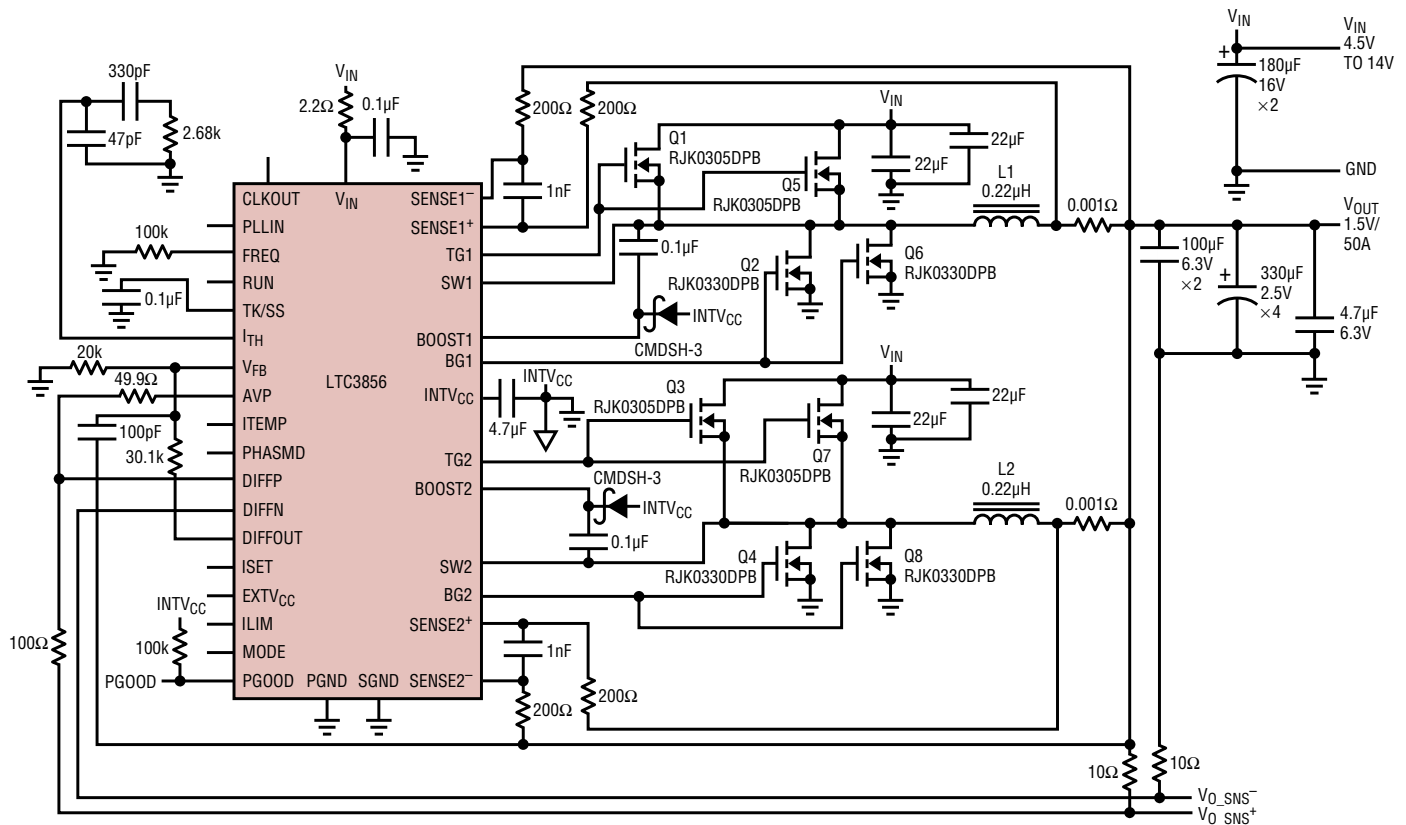 V_IN
V_IN
4.5V
TO 14V
180µF
16V
×2
GND
330pF
47pF
2.68k
V_IN
2.2Ω
0.1µF
200Ω
200Ω
1nF
Q1
RJK0305DPB
Q5
RJK0305DPB
V_IN
22µF
22µF
L1
0.22µH
0.001Ω
V_OUT
1.5V/
50A
100µF
6.3V
×2
330µF
2.5V
×4
4.7µF
6.3V
0.1µF
Q2
RJK0330DPB
Q6
RJK0330DPB
INTV_CC
CMDSH-3
100k
0.1µF
20k
49.9Ω
100pF
30.1k
CLKOUT
PLLIN
FREQ
RUN
TK/SS
I_TH
V_FB
AVP
ITEMP
PHASMD
DIFFP
DIFFN
DIFFOUT
ISET
EXTV_CC
ILIM
MODE
PGOOD
PGND
SGND
V_IN
LTC3856
SENSE1⁻
SENSE1⁺
TG1
SW1
BOOST1
BG1
INTV_CC
TG2
BOOST2
SW2
BG2
SENSE2⁺
SENSE2⁻
INTV_CC
4.7µF
Q3
RJK0305DPB
Q7
RJK0305DPB
V_IN
22µF
22µF
CMDSH-3
INTV_CC
0.1µF
L2
0.22µH
0.001Ω
Q4
RJK0330DPB
Q8
RJK0330DPB
1nF
200Ω
200Ω
INTV_CC
100k
PGOOD
100Ω
10Ω
10Ω
V_O_SNS⁻
V_O_SNS⁺